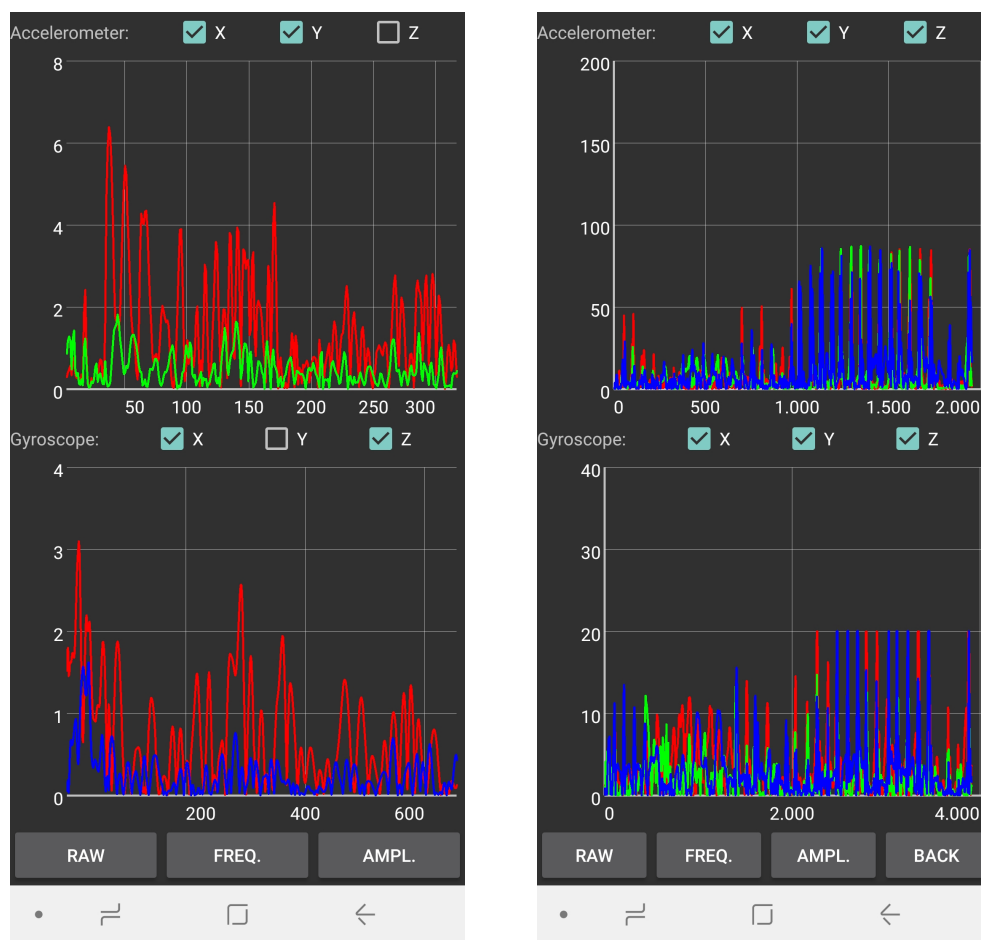 Accelerometer: X Y Z
8
6
4
2
0
50 100 150 200 250 300
Gyroscope: X Y Z
4
3
2
1
0
200 400 600
RAW FREQ. AMPL.
Accelerometer: X Y Z
200
150
100
50
0
0 500 1.000 1.500 2.000
Gyroscope: X Y Z
40
30
20
10
0
0 2.000 4.000
RAW FREQ. AMPL. BACK